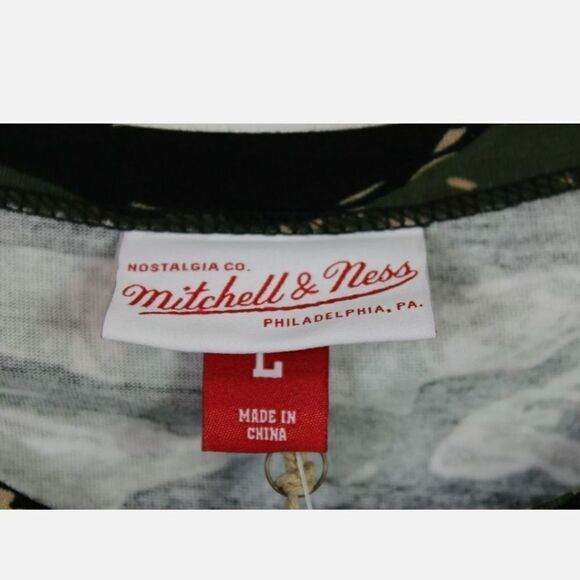 NOSTALGIA CO.
Mitchell & Ness
PHILADELPHIA, PA.
L
MADE IN
CHINA